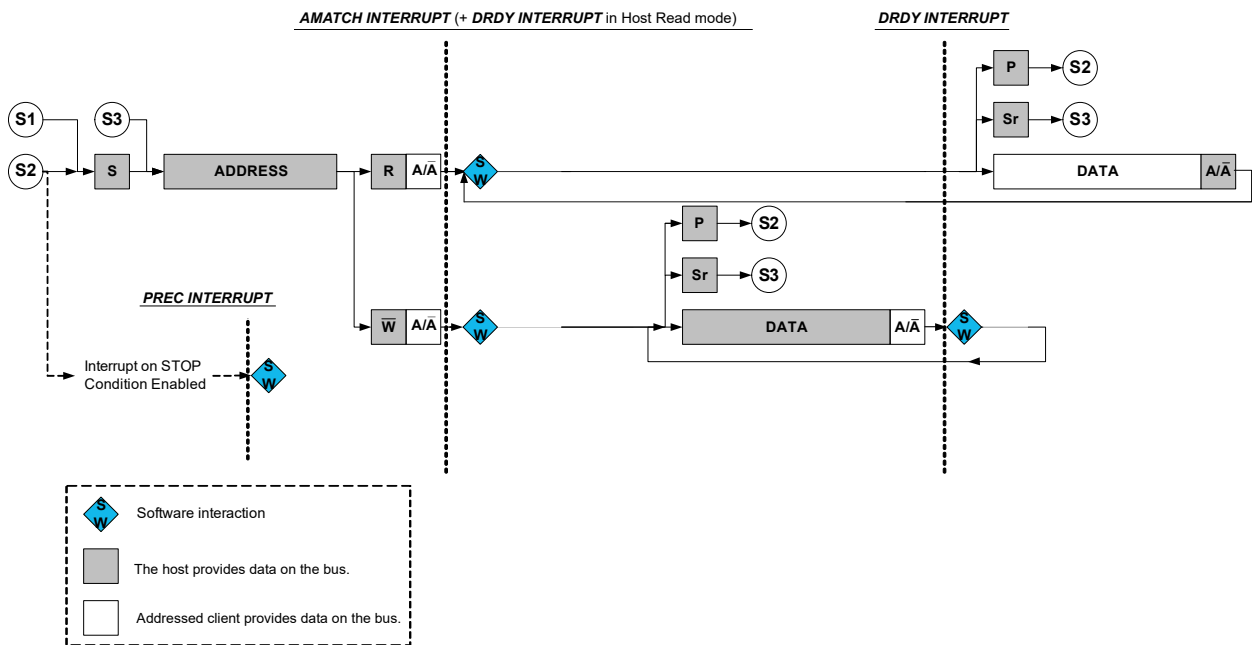 AMATCH INTERRUPT (+ DRDY INTERRUPT in Host Read mode)
DRDY INTERRUPT
P
S2
S1
S3
Sr
S3
S2
S
ADDRESS
R
A/A̅
S
W
DATA
A/A̅
P
S2
Sr
S3
PREC INTERRUPT
W̅
A/A̅
S
W
DATA
A/A̅
S
W
Interrupt on STOP
Condition Enabled
S
W
S
W
Software interaction
The host provides data on the bus.
Addressed client provides data on the bus.